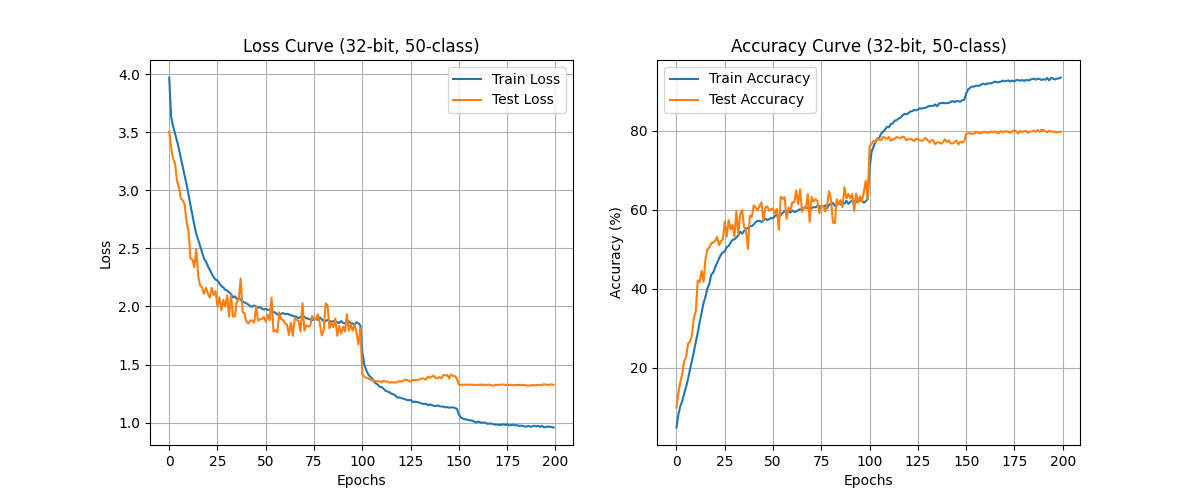 Loss Curve (32-bit, 50-class)
4.0
3.5
3.0
2.5
2.0
1.5
1.0
Loss
Train Loss
Test Loss
0 25 50 75 100 125 150 175 200
Epochs
Accuracy Curve (32-bit, 50-class)
80
60
40
20
Accuracy (%)
Train Accuracy
Test Accuracy
0 25 50 75 100 125 150 175 200
Epochs